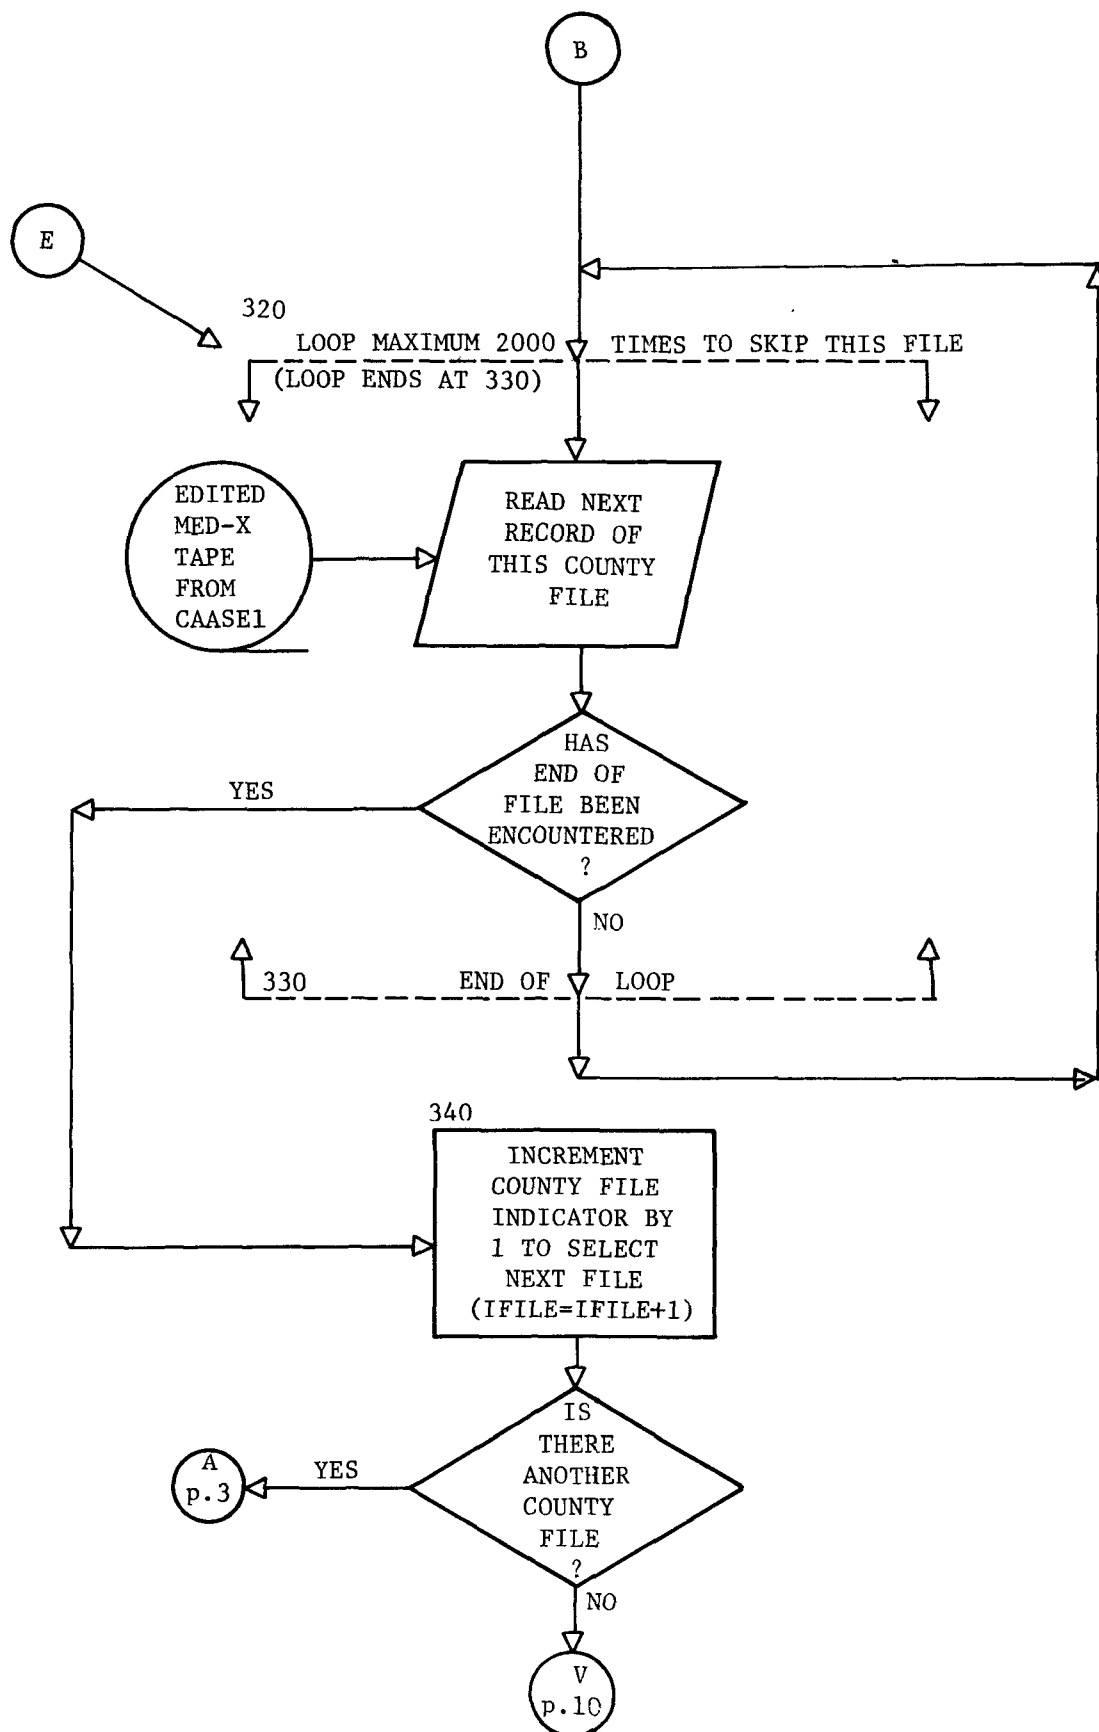 B
E
320
LOOP MAXIMUM 2000 TIMES TO SKIP THIS FILE
(LOOP ENDS AT 330)
EDITED
MED-X
TAPE
FROM
CAASE1
READ NEXT
RECORD OF
THIS COUNTY
FILE
HAS
END OF
FILE BEEN
ENCOUNTERED
?
YES
NO
330 END OF LOOP
340
INCREMENT
COUNTY FILE
INDICATOR BY
1 TO SELECT
NEXT FILE
(IFILE=IFILE+1)
IS
THERE
ANOTHER
COUNTY
FILE
?
YES
A
p.3
NO
V
p.10